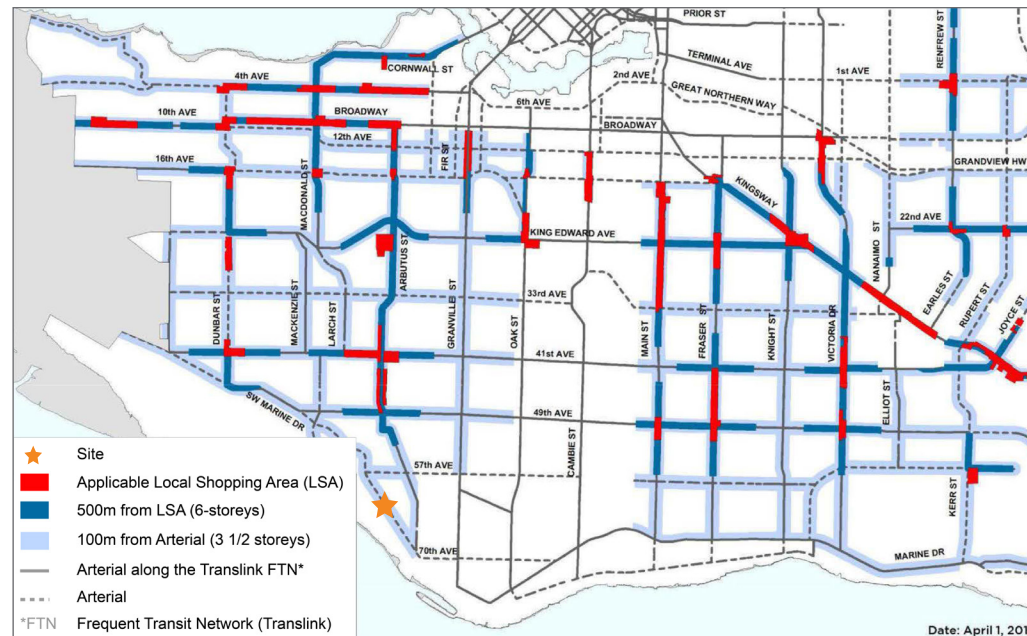 PRIOR ST
CORNWALL ST
TERMINAL AVE
RENFREW ST
4th AVE
2nd AVE
1st AVE
GREAT NORTHERN WAY
6th AVE
10th AVE
BROADWAY
BROADWAY
12th AVE
FIR ST
16th AVE
GRANDVIEW HWY
MACDONALD ST
KINGSWAY
22nd AVE
KING EDWARD AVE
NANAIMO ST
ARBUTUS ST
DUNBAR ST
MACKENZIE ST
LARCH ST
GRANVILLE ST
OAK ST
33rd AVE
EARLES ST
RUPERT ST
JOYCE ST
MAIN ST
FRASER ST
KNIGHT ST
VICTORIA DR
41st AVE
SW MARINE DR
49th AVE
ELLIOT ST
CAMBIE ST
57th AVE
KERR ST
70th AVE
MARINE DR
Site
Applicable Local Shopping Area (LSA)
500m from LSA (6-storeys)
100m from Arterial (3 1/2 storeys)
Arterial along the Translink FTN*
Arterial
*FTN Frequent Transit Network (Translink)
Date: April 1, 201